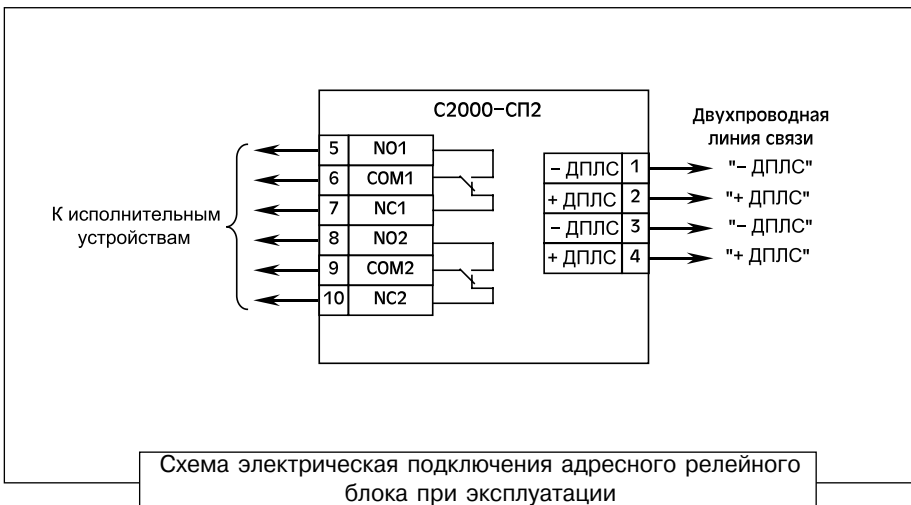 С2000-СП2
Двухпроводная
линия связи
К исполнительным
устройствам
5 NO1
6 COM1
7 NC1
8 NO2
9 COM2
10 NC2
- ДПЛС 1 "- ДПЛС"
+ ДПЛС 2 "+ ДПЛС"
- ДПЛС 3 "- ДПЛС"
+ ДПЛС 4 "+ ДПЛС"
Схема электрическая подключения адресного релейного
блока при эксплуатации